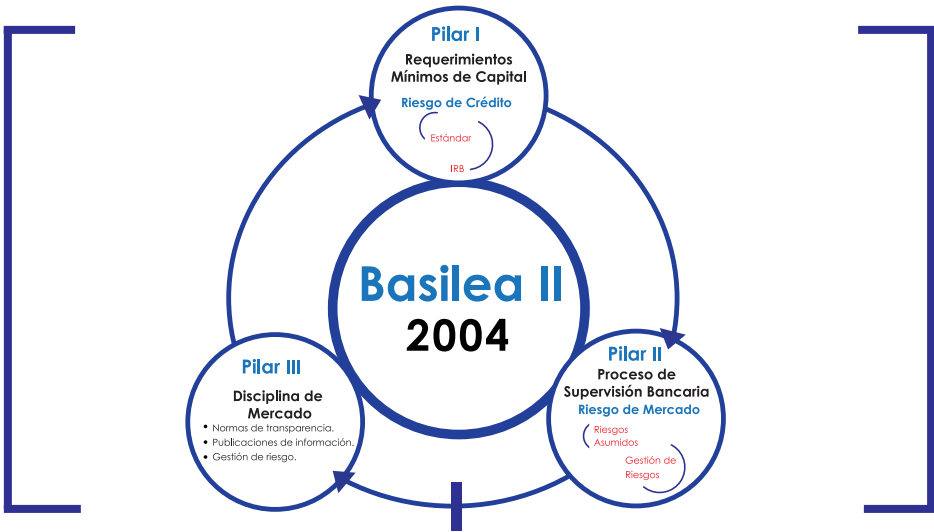 Pilar I
Requerimientos
Mínimos de Capital
Riesgo de Crédito
Estándar
IRB
Basilea II
2004
Pilar II
Proceso de
Supervisión Bancaria
Riesgo de Mercado
Riesgos
Asumidos
Gestión de
Riesgos
Pilar III
Disciplina de
Mercado
• Normas de transparencia.
• Publicaciones de información.
• Gestión de riesgo.